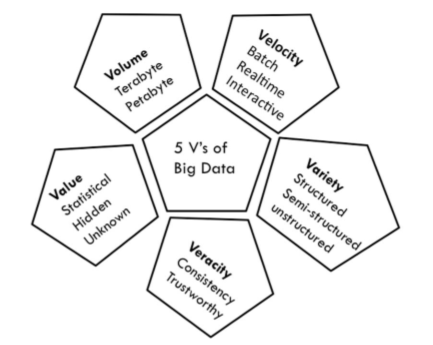 Volume
Terabyte
Petabyte
Velocity
Batch
Realtime
Interactive
5 V's of
Big Data
Value
Statistical
Hidden
Unknown
Variety
Structured
Semi-structured
unstructured
Veracity
Consistency
Trustworthy